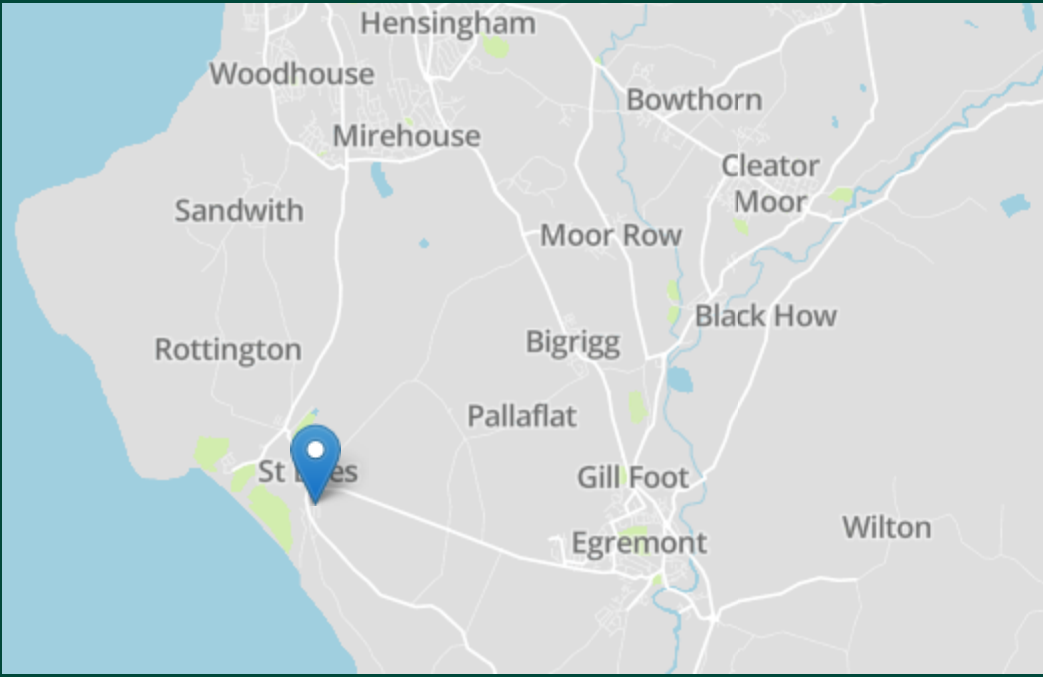 Hensingham
Woodhouse
Bowthorn
Mirehouse
Cleator
Moor
Sandwith
Moor Row
Black How
Bigrigg
Rottington
Pallaflat
St
Gill Foot
Wilton
Egremont